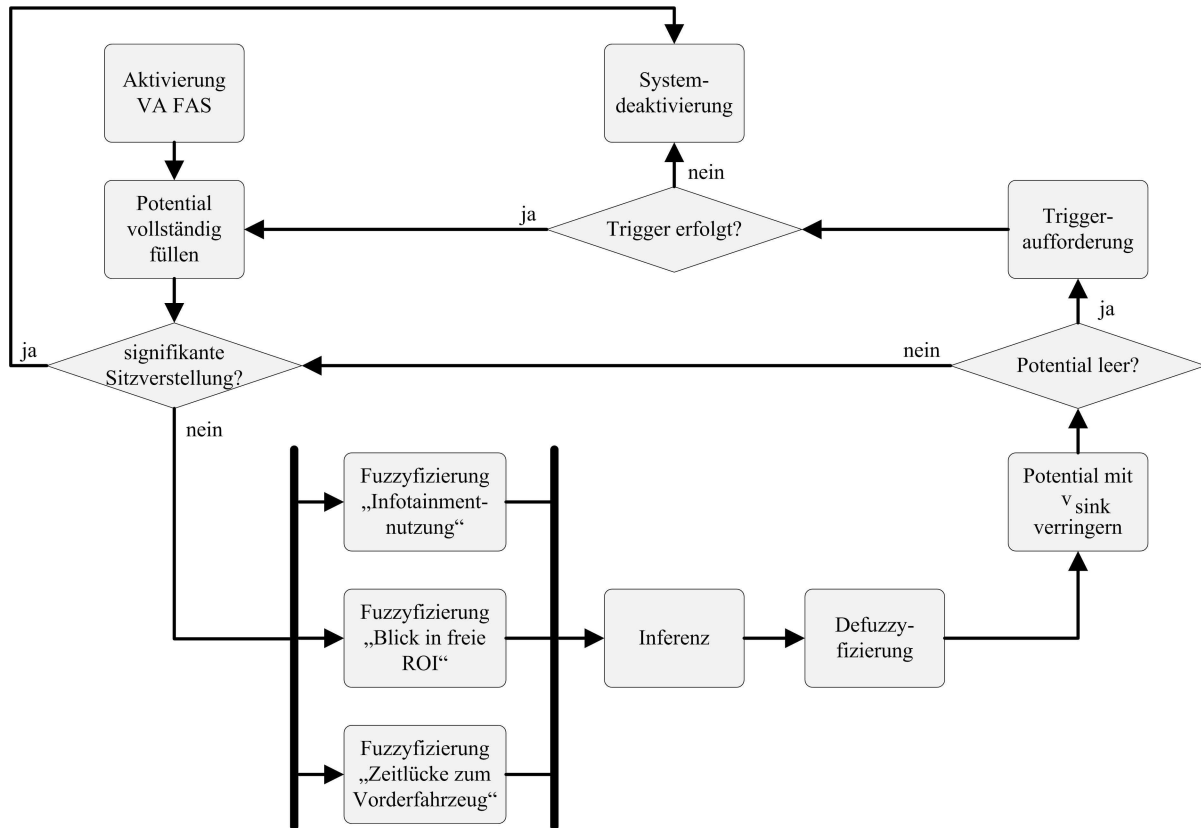 Aktivierung
VA FAS
System-
deaktivierung
nein
Potential
vollständig
füllen
ja
Trigger erfolgt?
Trigger-
aufforderung
ja
ja
signifikante
Sitzverstellung?
nein
Potential leer?
nein
Fuzzyfizierung
„Infotainment-
nutzung“
Potential mit
v sink
verringern
Fuzzyfizierung
„Blick in freie
ROI“
Inferenz
Defuzzy-
fizierung
Fuzzyfizierung
„Zeitlücke zum
Vorderfahrzeug“